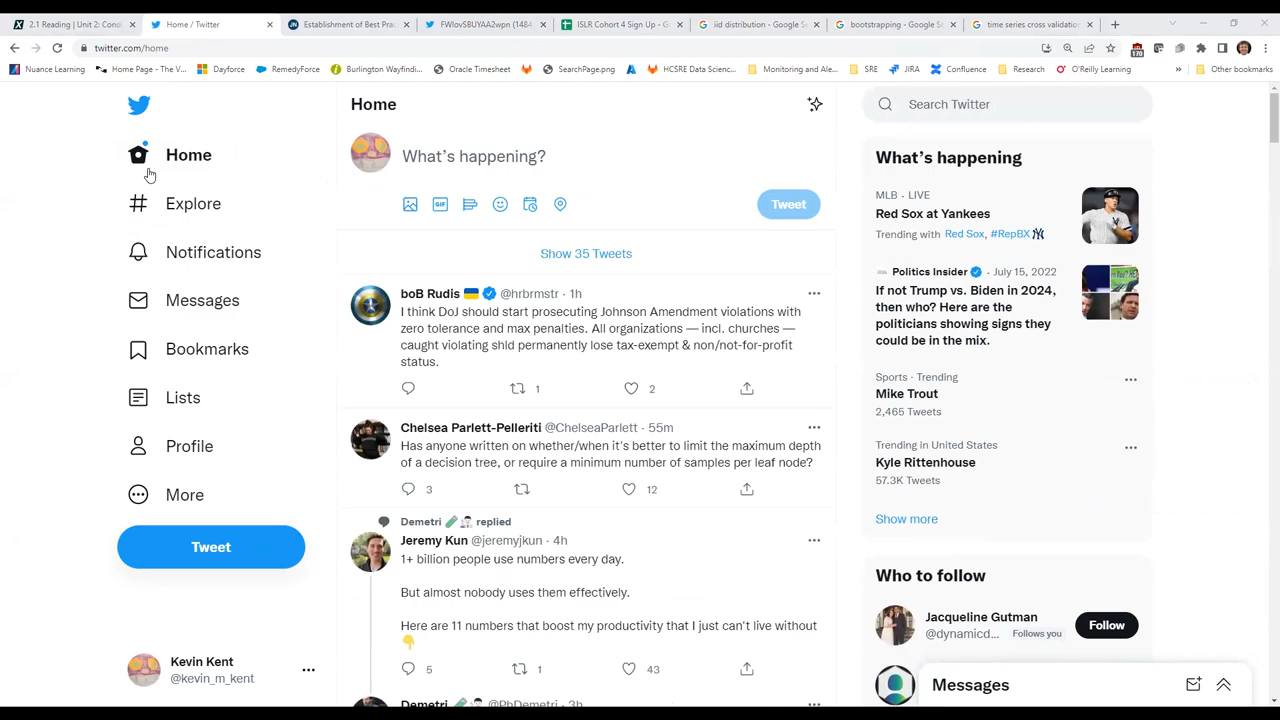 2.1 Reading | Unit 2: Condi
Home / Twitter
Establishment of Best Prac
FWIovSBUYAA2wpn (1484
ISLR Cohort 4 Sign Up - G
iid distribution - Google Se
bootstrapping - Google Se
time series cross validation
twitter.com/home
170
Nuance Learning
Home Page - The V...
Dayforce
RemedyForce
Burlington Wayfindi...
Oracle Timesheet
SearchPage.png
HCSRE Data Scienc...
Monitoring and Ale...
SRE
JIRA
Confluence
Research
O'Reilly Learning
Other bookmarks
Home
Explore
Notifications
Messages
Bookmarks
Lists
Profile
More
Tweet
Kevin Kent
@kevin_m_kent
Home
What's happening?
GIF
Tweet
Show 35 Tweets
boB Rudis 🇺🇦 @hrbrmstr · 1h
I think DoJ should start prosecuting Johnson Amendment violations with
zero tolerance and max penalties. All organizations — incl. churches —
caught violating shld permanently lose tax-exempt & non/not-for-profit
status.
1 2
Chelsea Parlett-Pelleriti @ChelseaParlett · 55m
Has anyone written on whether/when it's better to limit the maximum depth
of a decision tree, or require a minimum number of samples per leaf node?
3 12
Demetri replied
Jeremy Kun @jeremyjkun · 4h
1+ billion people use numbers every day.
But almost nobody uses them effectively.
Here are 11 numbers that boost my productivity that I just can't live without
👇
5 1 43
Demetri @PhDemetri · 3h
Search Twitter
What's happening
MLB · LIVE
Red Sox at Yankees
Trending with Red Sox, #RepBX
Politics Insider · July 15, 2022
If not Trump vs. Biden in 2024,
then who? Here are the
politicians showing signs they
could be in the mix.
Sports · Trending
Mike Trout
2,465 Tweets
Trending in United States
Kyle Rittenhouse
57.3K Tweets
Show more
Who to follow
Jacqueline Gutman
@dynamicd... Follows you
Follow
Messages